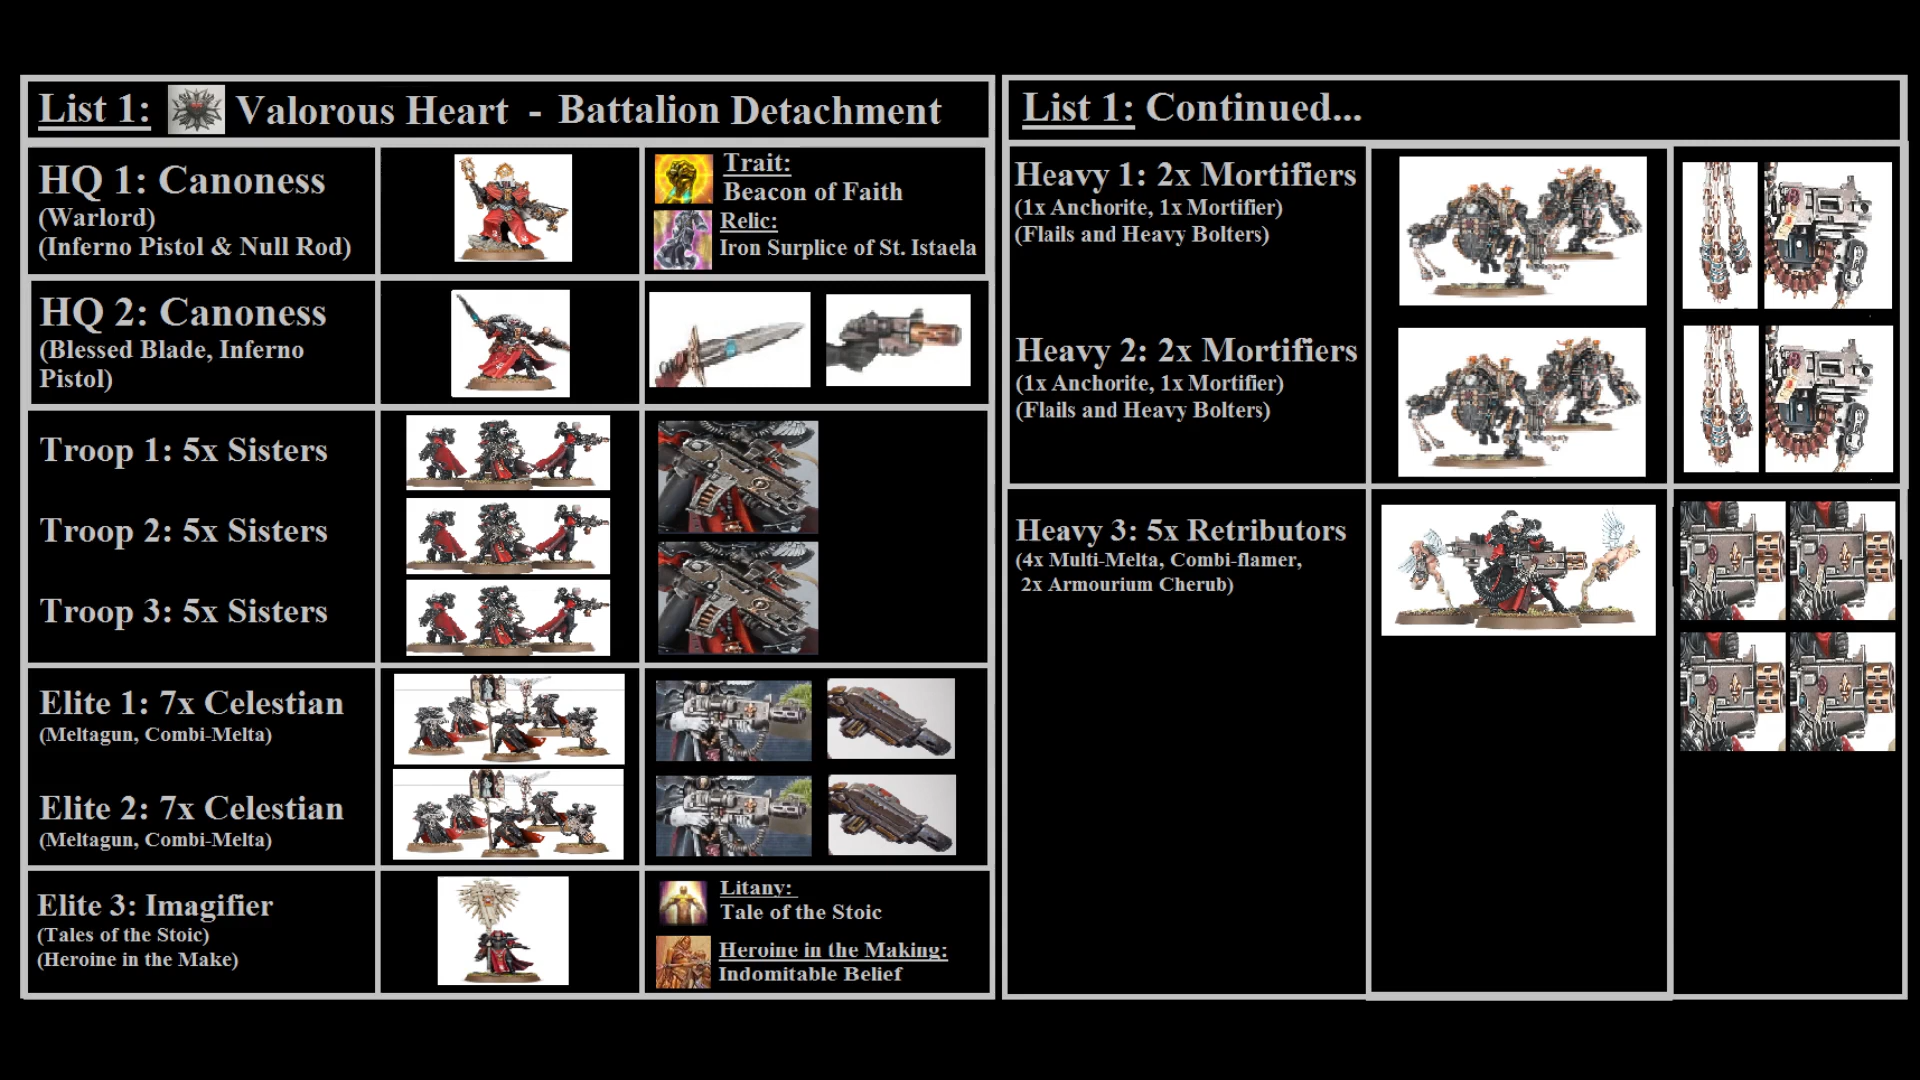 List 1: Valorous Heart - Battalion Detachment
HQ 1: Canoness
(Warlord)
(Inferno Pistol & Null Rod)
Trait:
Beacon of Faith
Relic:
Iron Surplice of St. Istaela
HQ 2: Canoness
(Blessed Blade, Inferno
Pistol)
Troop 1: 5x Sisters
Troop 2: 5x Sisters
Troop 3: 5x Sisters
Elite 1: 7x Celestian
(Meltagun, Combi-Melta)
Elite 2: 7x Celestian
(Meltagun, Combi-Melta)
Elite 3: Imagifier
(Tales of the Stoic)
(Heroine in the Make)
Litany:
Tale of the Stoic
Heroine in the Making:
Indomitable Belief
List 1: Continued...
Heavy 1: 2x Mortifiers
(1x Anchorite, 1x Mortifier)
(Flails and Heavy Bolters)
Heavy 2: 2x Mortifiers
(1x Anchorite, 1x Mortifier)
(Flails and Heavy Bolters)
Heavy 3: 5x Retributors
(4x Multi-Melta, Combi-flamer,
2x Armourium Cherub)